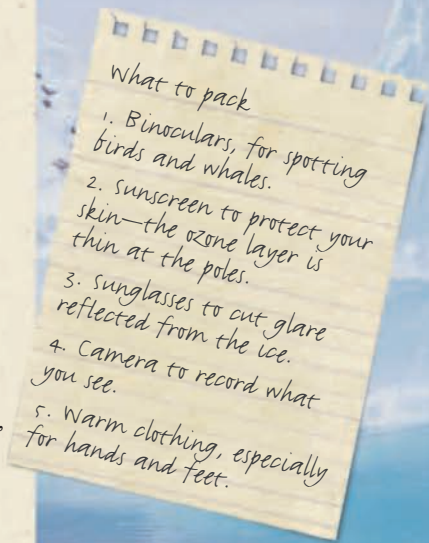 What to pack
1. Binoculars, for spotting
birds and whales.
2. Sunscreen to protect your
skin—the ozone layer is
thin at the poles.
3. Sunglasses to cut glare
reflected from the ice.
4. Camera to record what
you see.
5. Warm clothing, especially
for hands and feet.